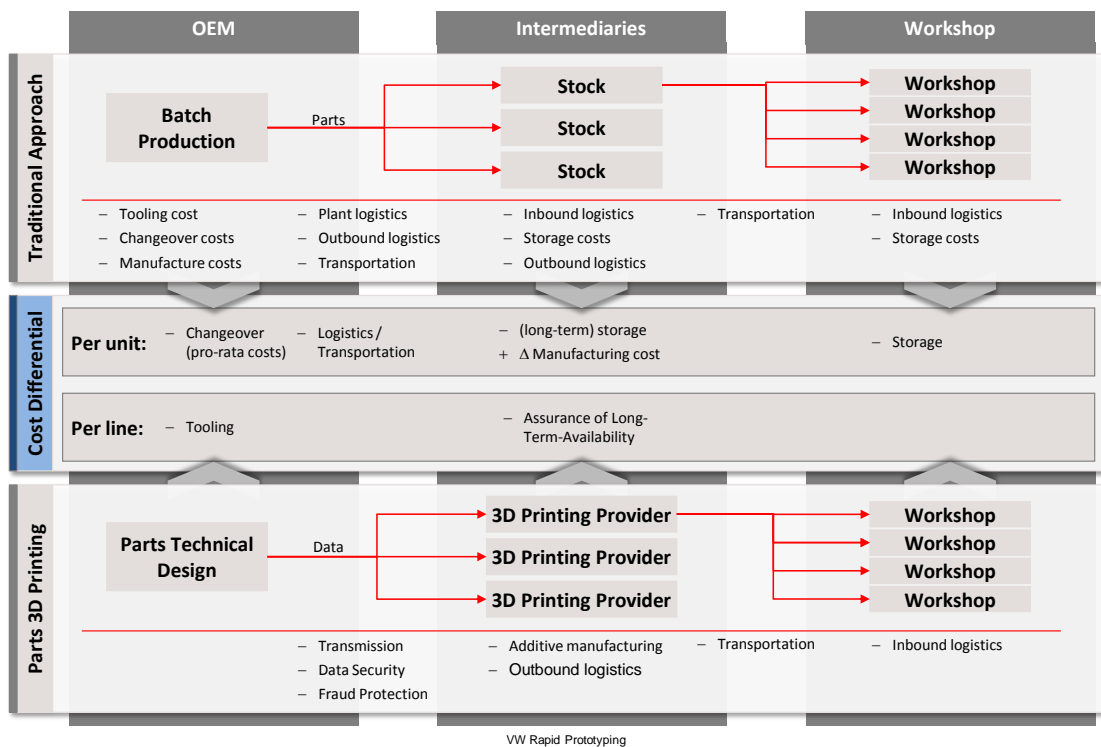 OEM
Intermediaries
Workshop
Traditional Approach
Batch
Production
Parts
Stock
Stock
Stock
Workshop
Workshop
Workshop
Workshop
– Tooling cost
– Changeover costs
– Manufacture costs
– Plant logistics
– Outbound logistics
– Transportation
– Inbound logistics
– Storage costs
– Outbound logistics
– Transportation
– Inbound logistics
– Storage costs
Cost Differential
Per unit:
– Changeover
(pro-rata costs)
– Logistics /
Transportation
– (long-term) storage
+ Δ Manufacturing cost
– Storage
Per line:
– Tooling
– Assurance of Long-
Term-Availability
Parts 3D Printing
Parts Technical
Design
Data
3D Printing Provider
3D Printing Provider
3D Printing Provider
Workshop
Workshop
Workshop
Workshop
– Transmission
– Data Security
– Fraud Protection
– Additive manufacturing
– Outbound logistics
– Transportation
– Inbound logistics
VW Rapid Prototyping